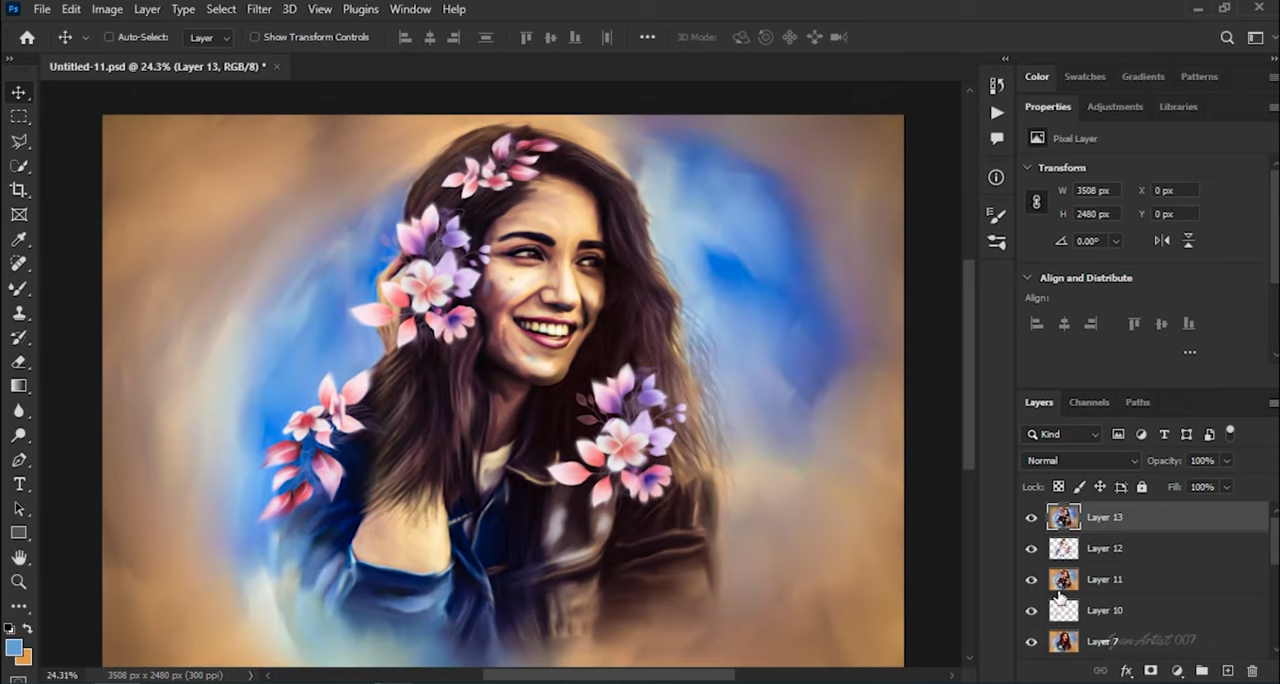 Ps File Edit Image Layer Type Select Filter 3D View Plugins Window Help
Auto-Select: Layer Show Transform Controls 3D Mode:
Untitled-11.psd @ 24.3% (Layer 13, RGB/8) *
Color Swatches Gradients Patterns
Properties Adjustments Libraries
Pixel Layer
Transform
W 3508 px X 0 px
H 2480 px Y 0 px
0.00°
Align and Distribute
Align:
Layers Channels Paths
Kind
Normal Opacity: 100%
Lock: Fill: 100%
Layer 13
Layer 12
Layer 11
Layer 10
Layer 7
Artist 007
24.31% 3508 px x 2480 px (300 ppi)